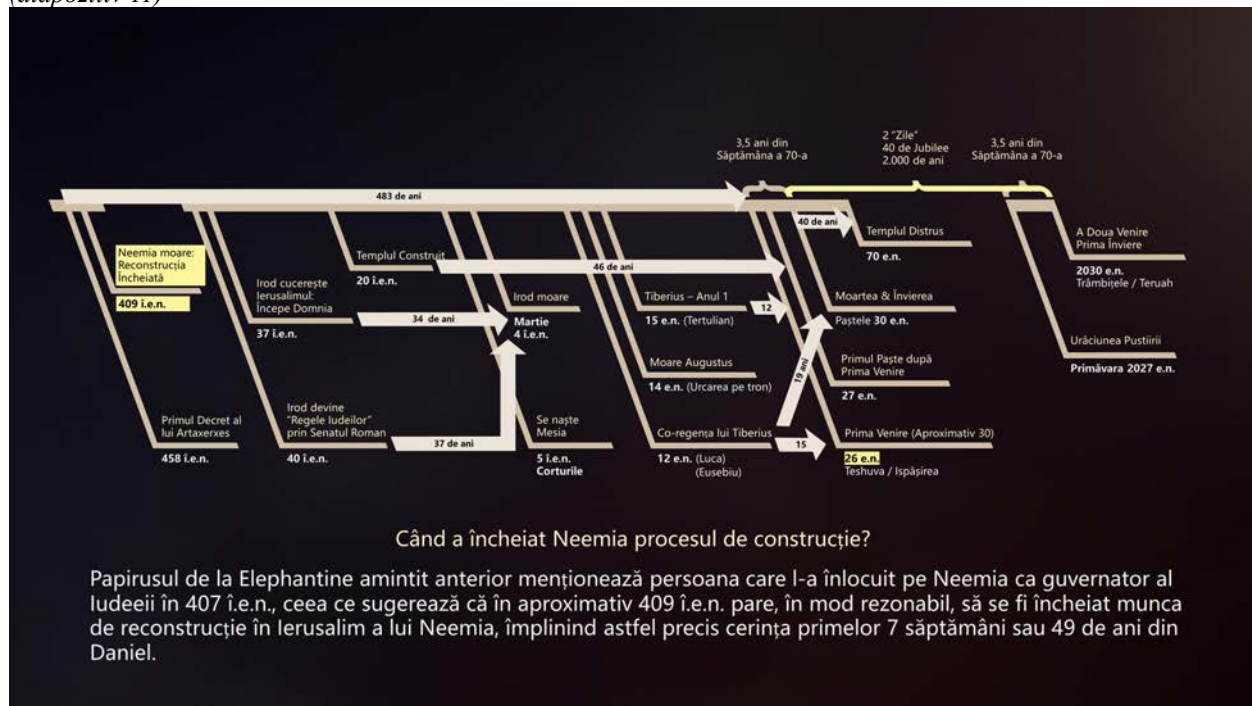 (diapozitiv 11)
3,5 ani din
Săptămâna a 70-a
2 "Zile"
40 de Jubilee
2.000 de ani
3,5 ani din
Săptămâna a 70-a
483 de ani
40 de ani
Neemia moare:
Reconstrucția
Încheiată
409 î.e.n.
Irod cucerește
Ierusalimul:
Începe Domnia
37 î.e.n.
Templul Construit
20 î.e.n.
46 de ani
34 de ani
Irod moare
Martie
4 î.e.n.
Tiberius – Anul 1
15 e.n. (Tertulian)
12
Templul Distrus
70 e.n.
A Doua Venire
Prima Înviere
2030 e.n.
Trâmbițele / Teruah
Moartea & Învierea
Paștele 30 e.n.
Urâciunea Pustiirii
Primăvara 2027 e.n.
Moare Augustus
14 e.n. (Urcarea pe tron)
19 ani
Primul Paște după
Prima Venire
27 e.n.
Primul Decret al
lui Artaxerxes
458 î.e.n.
Irod devine
"Regele Iudeilor"
prin Senatul Roman
40 î.e.n.
37 de ani
Se naște
Mesia
5 î.e.n.
Corturile
Co-regența lui Tiberius
12 e.n. (Luca)
(Eusebiu)
15
Prima Venire (Aproximativ 30)
26 e.n.
Teshuva / Ispășirea
Când a încheiat Neemia procesul de construcție?
Papirusul de la Elephantine amintit anterior menționează persoana care l-a înlocuit pe Neemia ca guvernator al
Iudeeii în 407 î.e.n., ceea ce sugerează că în aproximativ 409 î.e.n. pare, în mod rezonabil, să se fi încheiat munca
de reconstrucție în Ierusalim a lui Neemia, împlinind astfel precis cerința primelor 7 săptămâni sau 49 de ani din
Daniel.